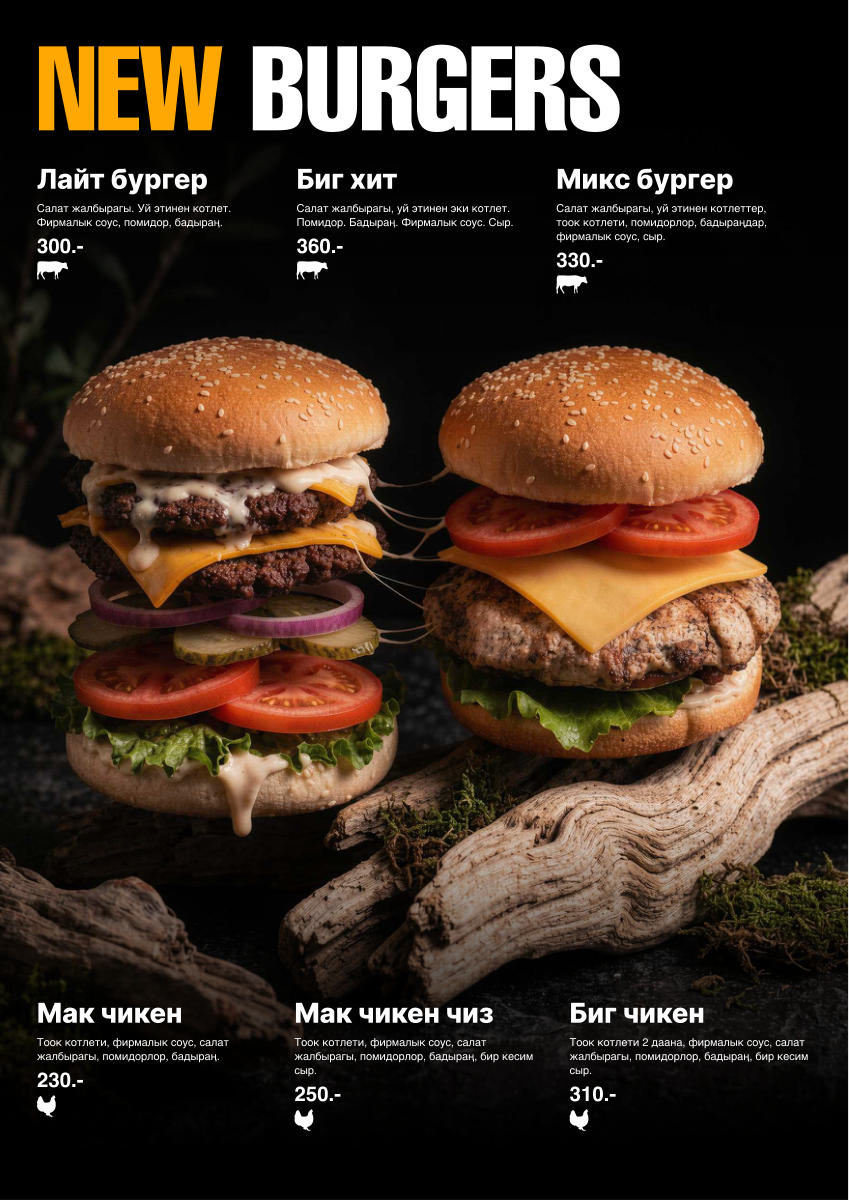 NEW BURGERS
Лайт бургер
Салат жалбырагы. Уй этинен котлет.
Фирмалык соус, помидор, бадыраң.
300.-
Биг хит
Салат жалбырагы, уй этинен эки котлет.
Помидор. Бадыраң. Фирмалык соус. Сыр.
360.-
Микс бургер
Салат жалбырагы, уй этинен котлеттер,
тоок котлети, помидорлор, бадыраңдар,
фирмалык соус, сыр.
330.-
Мак чикен
Тоок котлети, фирмалык соус, салат
жалбырагы, помидорлор, бадыраң.
230.-
Мак чикен чиз
Тоок котлети, фирмалык соус, салат
жалбырагы, помидорлор, бадыраң, бир кесим
сыр.
250.-
Биг чикен
Тоок котлети 2 даана, фирмалык соус, салат
жалбырагы, помидорлор, бадыраң, бир кесим
сыр.
310.-